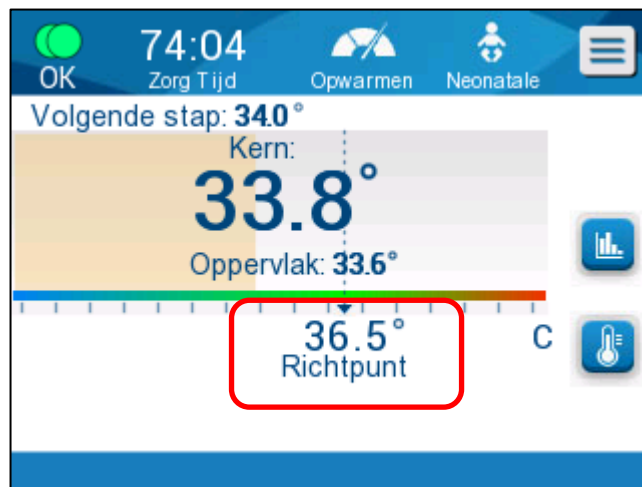 OK
74:04
Zorg Tijd
Opwarmen
Neonatale
Volgende stap: 34.0°
Kern:
33.8°
Oppervlak: 33.6°
36.5°
C
Richtpunt